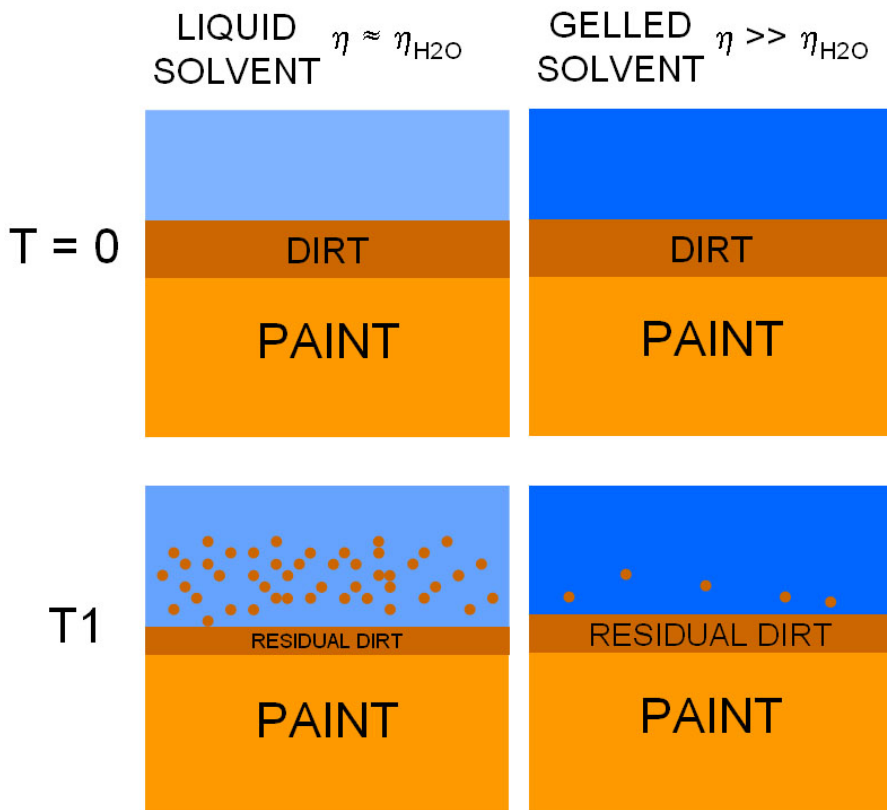 LIQUID SOLVENT η ≈ ηH2O
GELLED SOLVENT η >> ηH2O
T = 0
DIRT
DIRT
PAINT
PAINT
T1
RESIDUAL DIRT
RESIDUAL DIRT
PAINT
PAINT